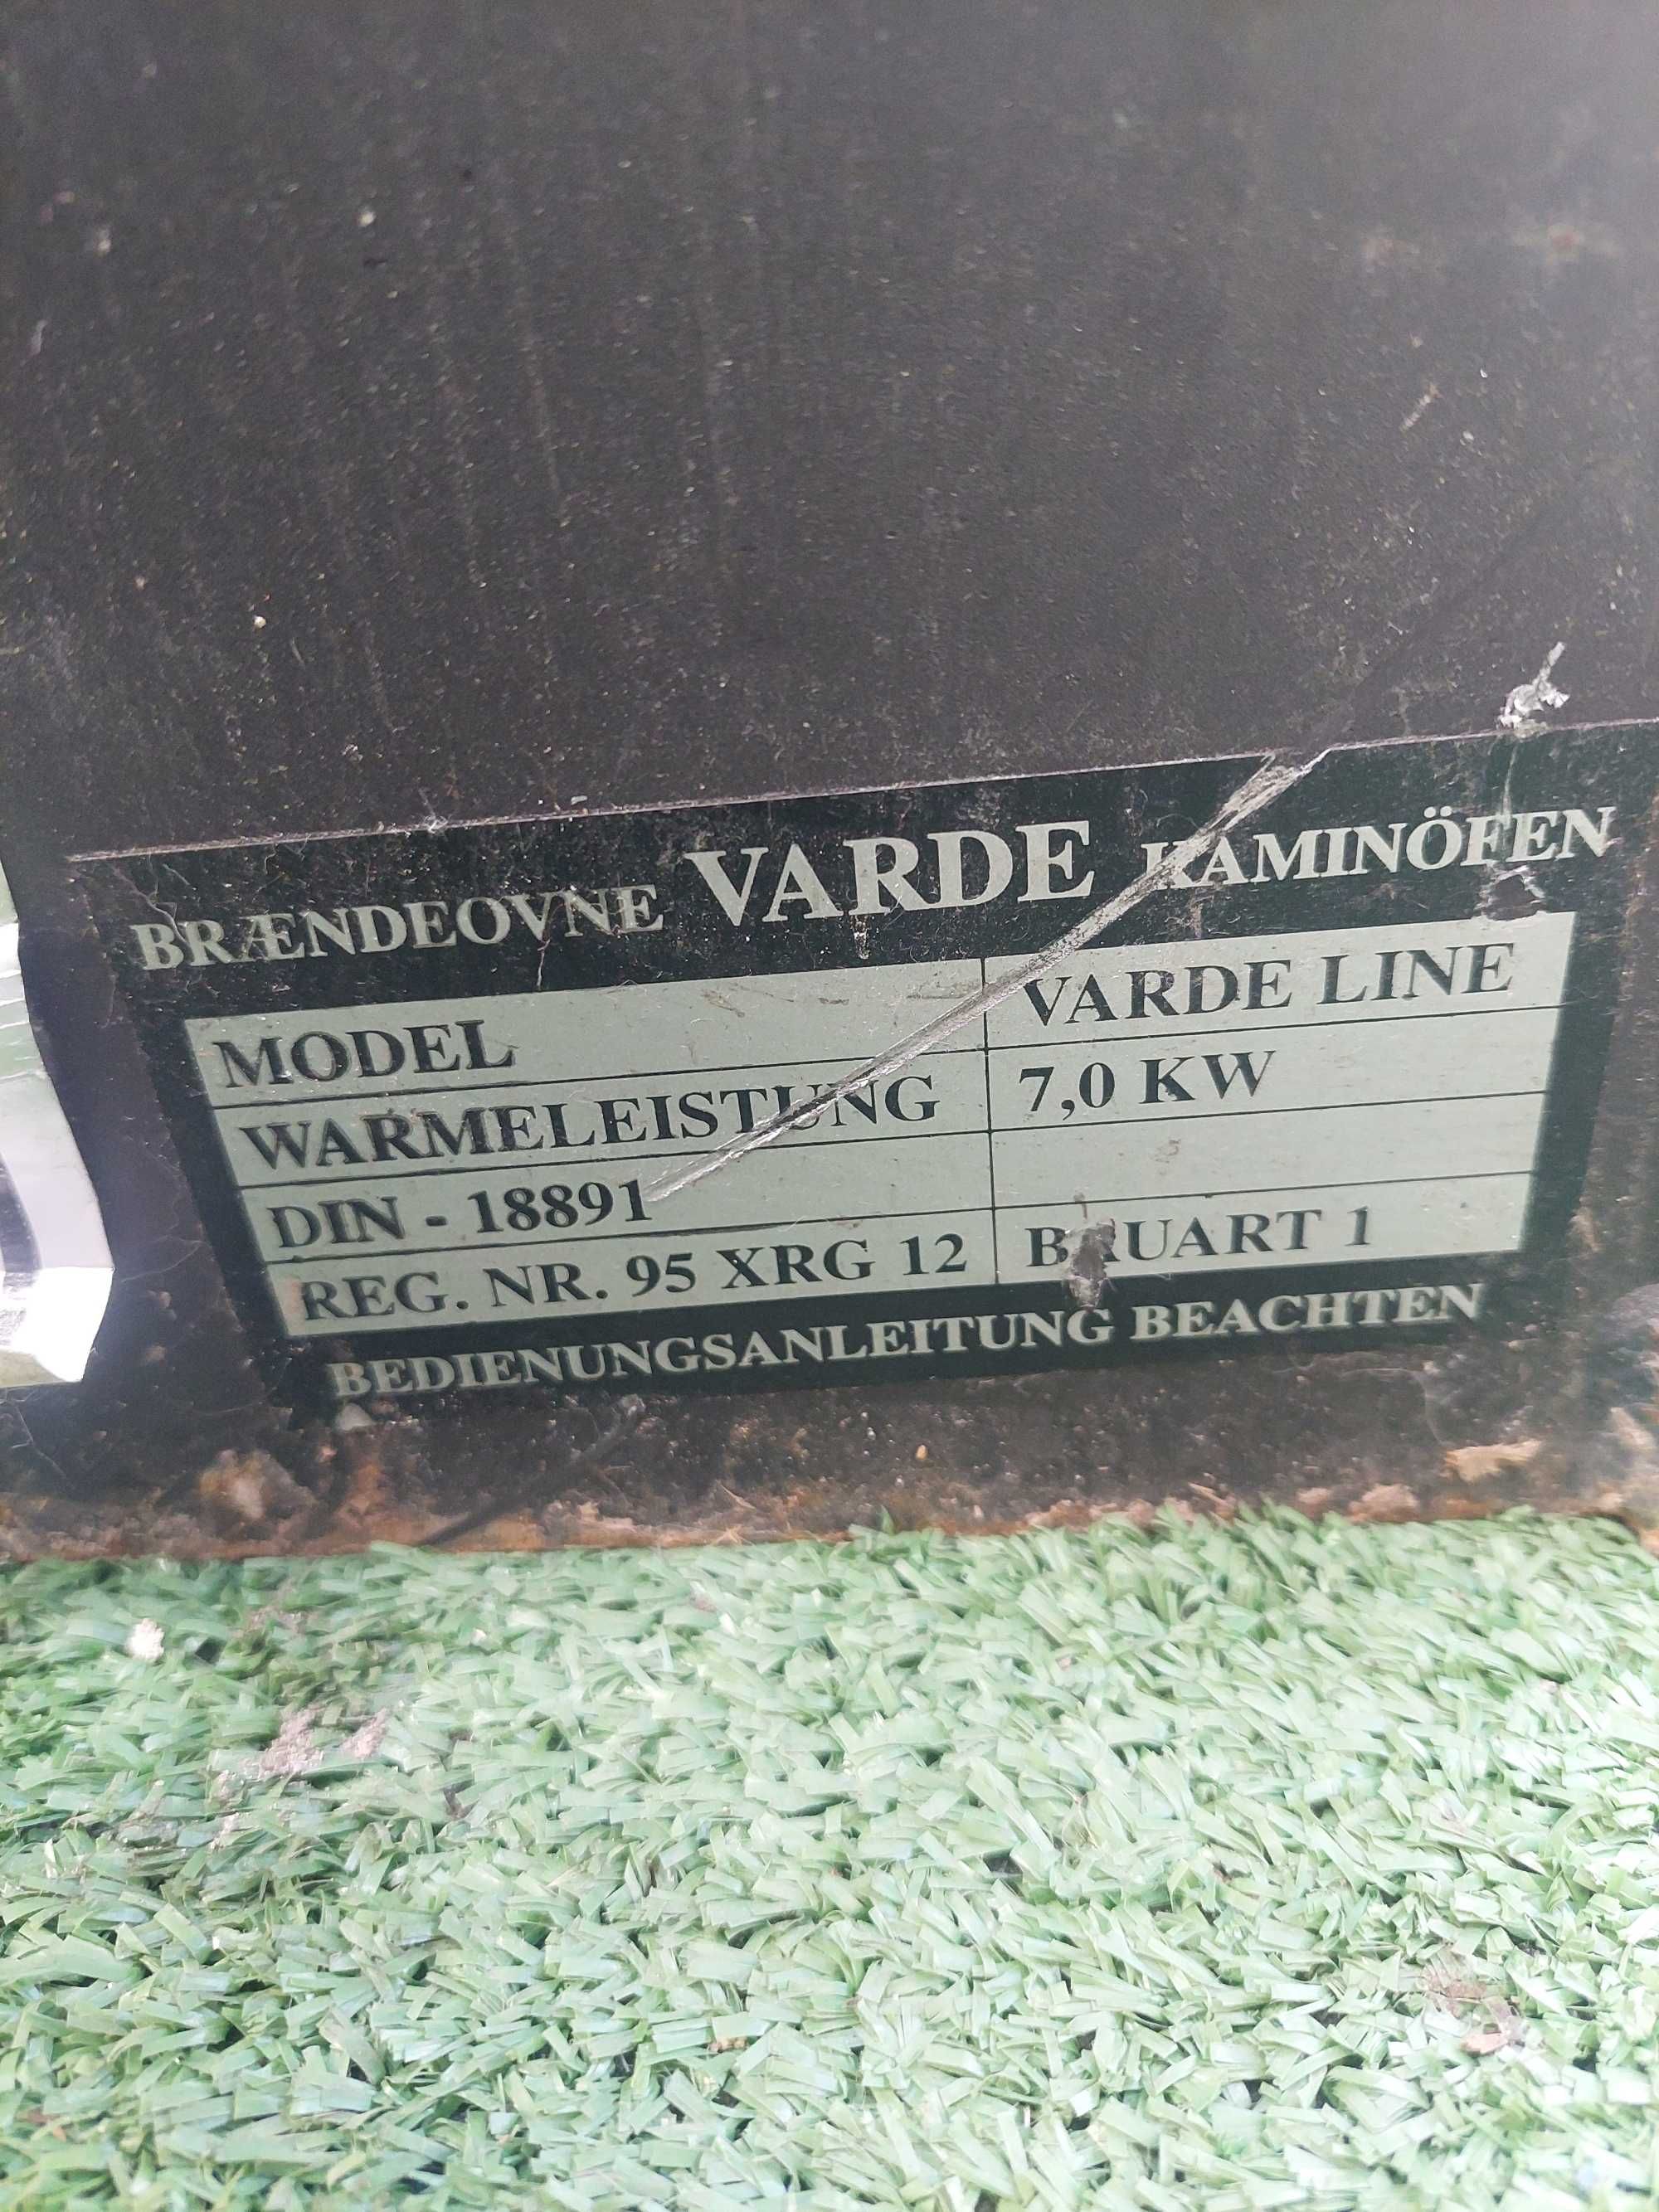 BRÆNDEOVNE VARDE KAMINÖFEN
MODEL VARDE LINE
WARMELEISTUNG 7,0 KW
DIN - 18891
REG. NR. 95 XRG 12 BAUART 1
BEDIENUNGSANLEITUNG BEACHTEN